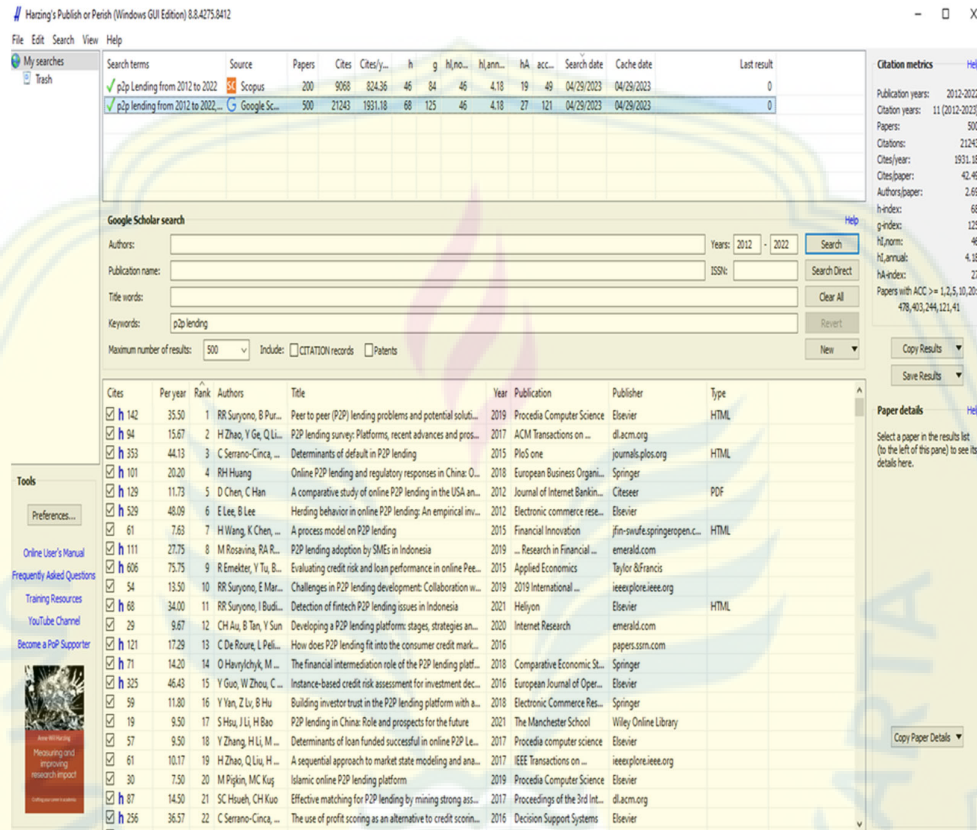 Harzing's Publish or Perish (Windows GUI Edition) 8.8.4275.8412
File Edit Search View Help
My searches
Trash
Search terms Source Papers Cites Cites/y... h g hI,no... hI,ann... hA acc... Search date Cache date Last result
p2p Lending from 2012 to 2022 Scopus 200 9068 824.36 46 84 46 4.18 19 49 04/29/2023 04/29/2023 0
p2p lending from 2012 to 2022,... Google Sc... 500 21243 1931.18 68 125 46 4.18 27 121 04/29/2023 04/29/2023 0
Google Scholar search Help
Authors: Years: 2012 - 2022 Search
Publication name: ISSN: Search Direct
Title words: Clear All
Keywords: p2p lending Revert
Maximum number of results: 500 Include: CITATION records Patents New
Cites Per year Rank Authors Title Year Publication Publisher Type
h 142 35.50 1 RR Suryono, B Pur... Peer to peer (P2P) lending problems and potential soluti... 2019 Procedia Computer Science Elsevier HTML
h 94 15.67 2 H Zhao, Y Ge, Q Li... P2P lending survey: Platforms, recent advances and pros... 2017 ACM Transactions on ... dl.acm.org
h 353 44.13 3 C Serrano-Cinca, ... Determinants of default in P2P lending 2015 PloS one journals.plos.org HTML
h 101 20.20 4 RH Huang Online P2P lending and regulatory responses in China: O... 2018 European Business Organi... Springer
h 129 11.73 5 D Chen, C Han A comparative study of online P2P lending in the USA an... 2012 Journal of Internet Bankin... Citeseer PDF
h 529 48.09 6 E Lee, B Lee Herding behavior in online P2P lending: An empirical inv... 2012 Electronic commerce rese... Elsevier
61 7.63 7 H Wang, K Chen, ... A process model on P2P lending 2015 Financial Innovation jfin-swufe.springeropen.c... HTML
h 111 27.75 8 M Rosavina, RA R... P2P lending adoption by SMEs in Indonesia 2019 ... Research in Financial ... emerald.com
h 606 75.75 9 R Emekter, Y Tu, B... Evaluating credit risk and loan performance in online Pee... 2015 Applied Economics Taylor &Francis
54 13.50 10 RR Suryono, E Mar... Challenges in P2P lending development: Collaboration w... 2019 2019 International ... ieeexplore.ieee.org
h 68 34.00 11 RR Suryono, I Budi... Detection of fintech P2P lending issues in Indonesia 2021 Heliyon Elsevier HTML
29 9.67 12 CH Au, B Tan, Y Sun Developing a P2P lending platform: stages, strategies an... 2020 Internet Research emerald.com
h 121 17.29 13 C De Roure, L Peli... How does P2P lending fit into the consumer credit mark... 2016 papers.ssrn.com
h 71 14.20 14 O Havrylchyk, M ... The financial intermediation role of the P2P lending platf... 2018 Comparative Economic St... Springer
h 325 46.43 15 Y Guo, W Zhou, C ... Instance-based credit risk assessment for investment dec... 2016 European Journal of Oper... Elsevier
59 11.80 16 Y Yan, Z Lv, B Hu Building investor trust in the P2P lending platform with a... 2018 Electronic Commerce Res... Springer
19 9.50 17 S Hsu, J Li, H Bao P2P lending in China: Role and prospects for the future 2021 The Manchester School Wiley Online Library
57 9.50 18 Y Zhang, H Li, M ... Determinants of loan funded successful in online P2P Le... 2017 Procedia computer science Elsevier
61 10.17 19 H Zhao, Q Liu, H ... A sequential approach to market state modeling and ana... 2017 IEEE Transactions on ... ieeexplore.ieee.org
30 7.50 20 M Pişkin, MC Kuş Islamic online P2P lending platform 2019 Procedia Computer Science Elsevier
h 87 14.50 21 SC Hsueh, CH Kuo Effective matching for P2P lending by mining strong ass... 2017 Proceedings of the 3rd Int... dl.acm.org
h 256 36.57 22 C Serrano-Cinca, ... The use of profit scoring as an alternative to credit scorin... 2016 Decision Support Systems Elsevier
Tools
Preferences...
Online User's Manual
Frequently Asked Questions
Training Resources
YouTube Channel
Become a PoP Supporter
Anne-Wil Harzing
Measuring and
improving
research impact
Citation metrics Hel
Publication years: 2012-2022
Citation years: 11 (2012-2023)
Papers: 500
Citations: 21243
Cites/year: 1931.18
Cites/paper: 42.49
Authors/paper: 2.69
h-index: 68
g-index: 125
hI,norm: 46
hI,annual: 4.18
hA-index: 27
Papers with ACC >= 1,2,5,10,20:
478,403,244,121,41
Copy Results
Save Results
Paper details Hel
Select a paper in the results list
(to the left of this pane) to see its
details here.
Copy Paper Details
ARTA